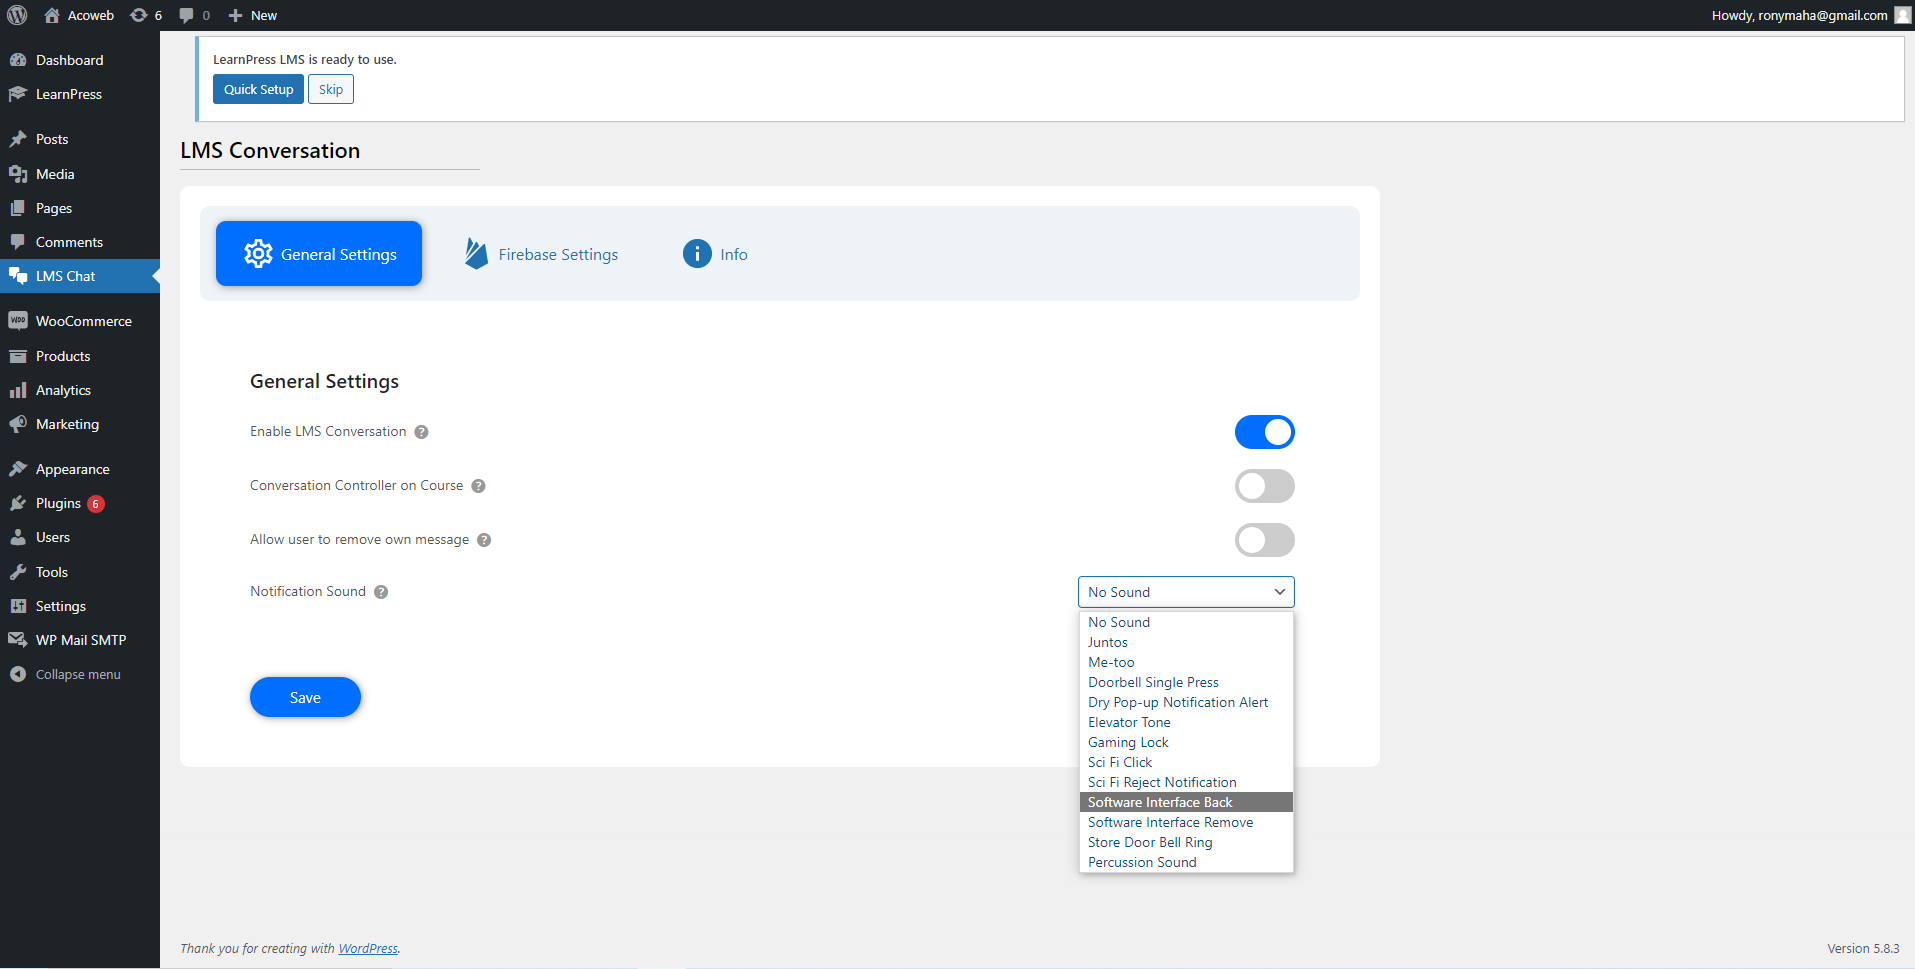 Acoweb 6 0 New
Howdy, ronymaha@gmail.com
Dashboard
LearnPress
Posts
Media
Pages
Comments
LMS Chat
WooCommerce
Products
Analytics
Marketing
Appearance
Plugins 6
Users
Tools
Settings
WP Mail SMTP
Collapse menu
LearnPress LMS is ready to use.
Quick Setup Skip
LMS Conversation
General Settings Firebase Settings Info
General Settings
Enable LMS Conversation ?
Conversation Controller on Course ?
Allow user to remove own message ?
Notification Sound ?
No Sound
No Sound
Juntos
Me-too
Doorbell Single Press
Dry Pop-up Notification Alert
Elevator Tone
Gaming Lock
Sci Fi Click
Sci Fi Reject Notification
Software Interface Back
Software Interface Remove
Store Door Bell Ring
Percussion Sound
Save
Thank you for creating with WordPress.
Version 5.8.3